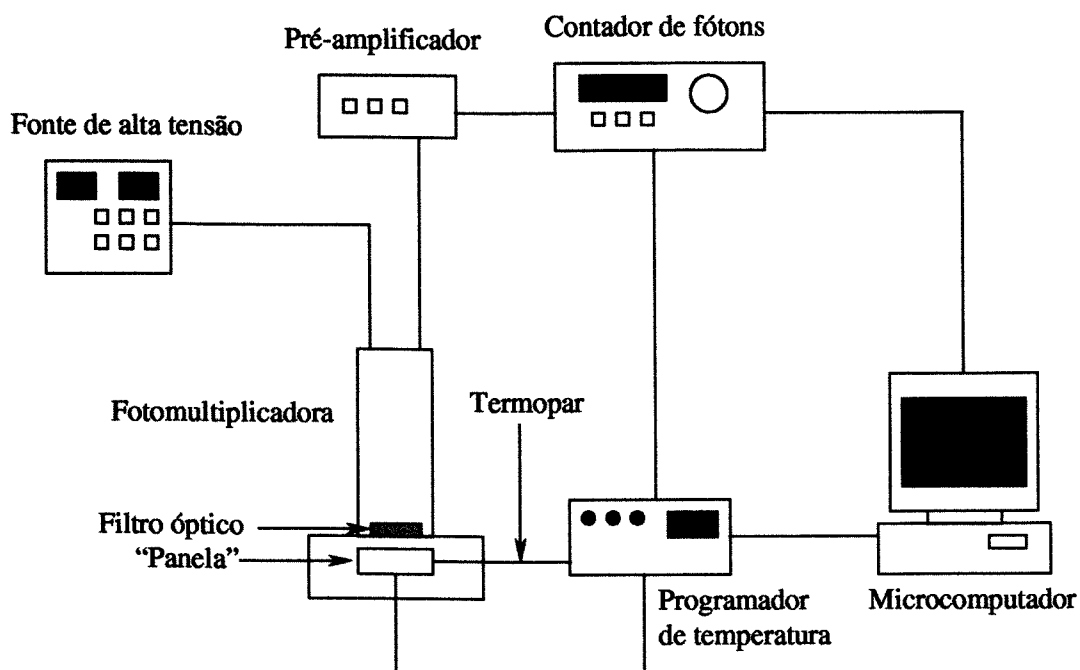 Pré-amplificador
Contador de fótons
Fonte de alta tensão
Fotomultiplicadora
Termopar
Filtro óptico
“Panela”
Programador
de temperatura
Microcomputador